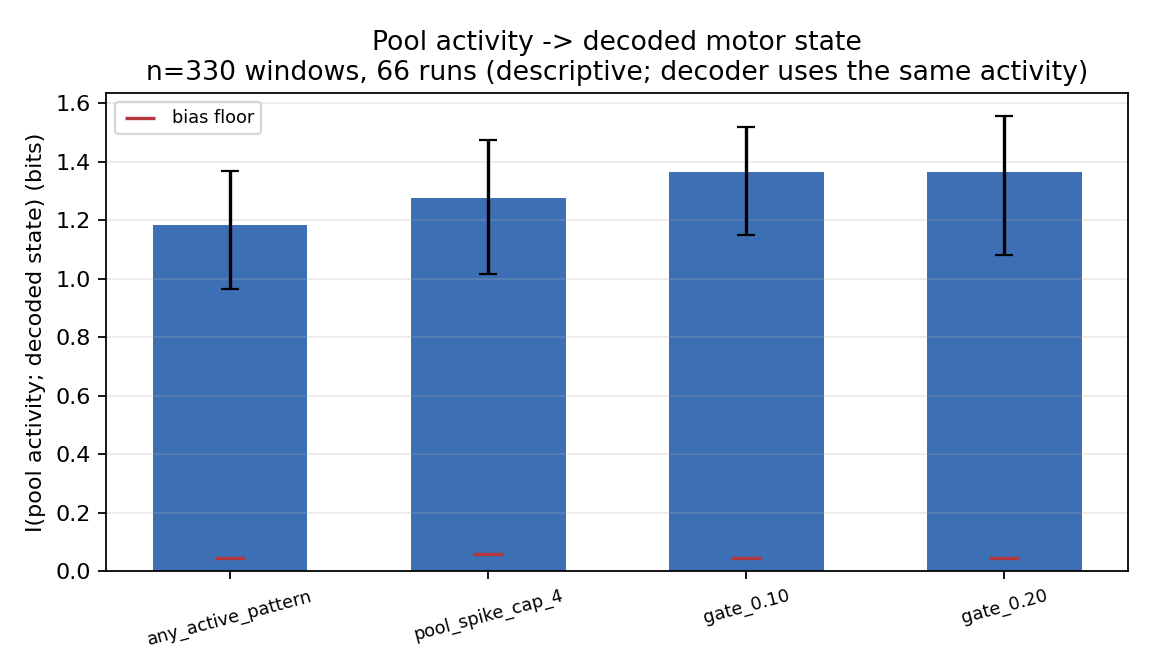 Pool activity -> decoded motor state
n=330 windows, 66 runs (descriptive; decoder uses the same activity)
bias floor
I(pool activity; decoded state) (bits)
1.6
1.4
1.2
1.0
0.8
0.6
0.4
0.2
0.0
any_active_pattern
pool_spike_cap_4
gate_0.10
gate_0.20